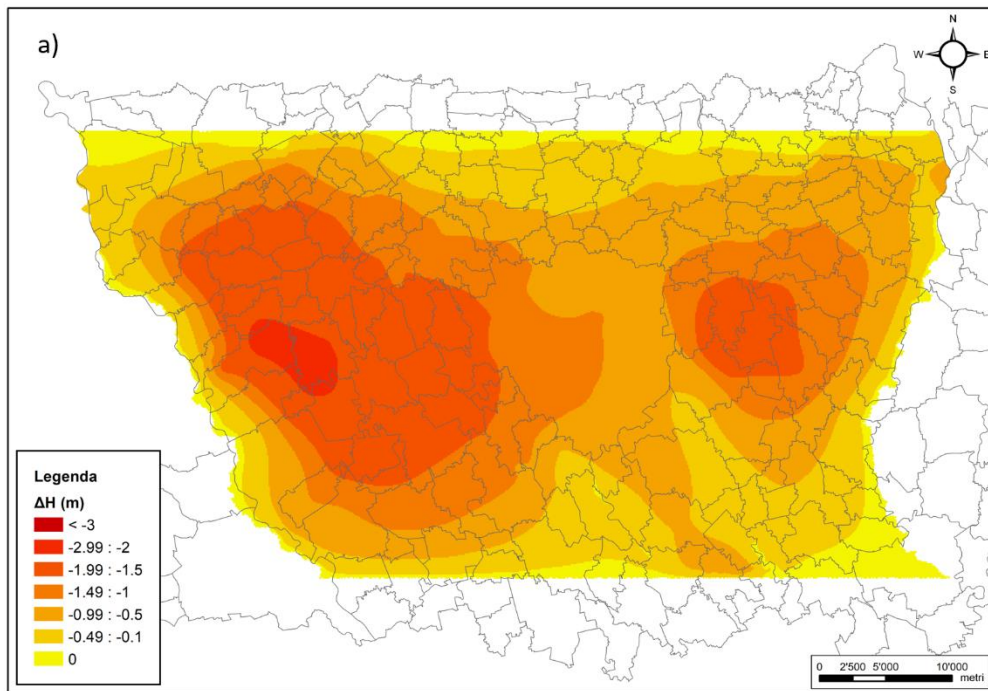 a)
N
W E
S
Legenda
ΔH (m)
< -3
-2.99 : -2
-1.99 : -1.5
-1.49 : -1
-0.99 : -0.5
-0.49 : -0.1
0
0 2'500 5'000 10'000
metri